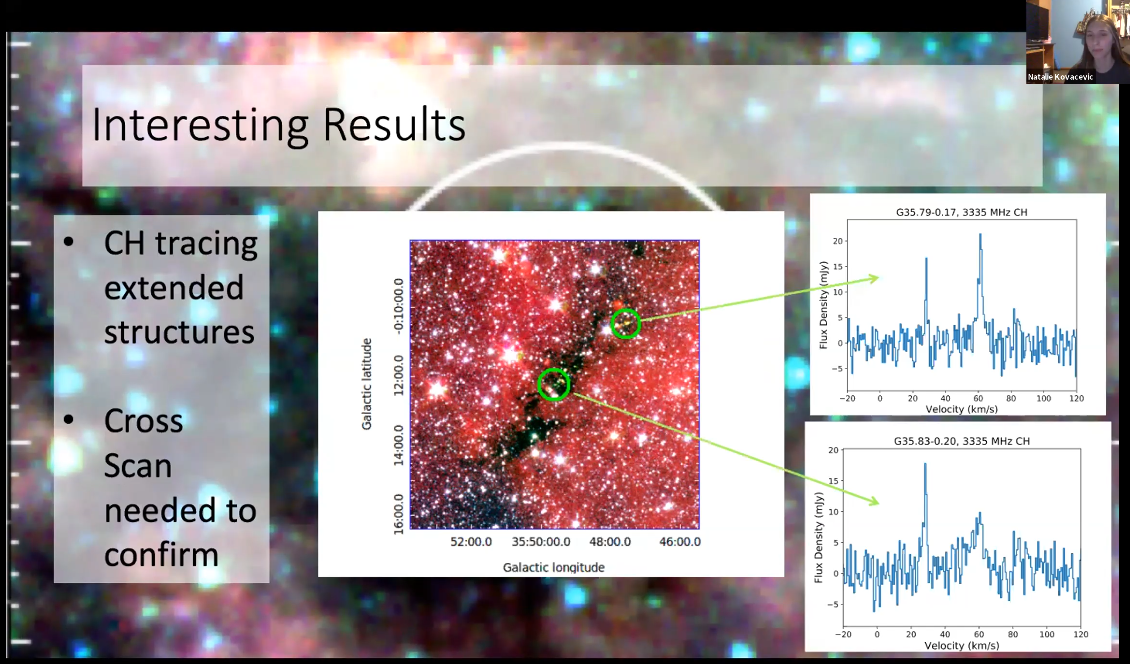 Natalie Kovacevic
Interesting Results
• CH tracing
extended
structures
• Cross
Scan
needed to
confirm
Galactic latitude
-0:10:00.0
12:00.0
14:00.0
16:00.0
52:00.0 35:50:00.0 48:00.0 46:00.0
Galactic longitude
G35.79-0.17, 3335 MHz CH
Flux Density (mJy)
20
15
10
5
0
−5
−20 0 20 40 60 80 100 120
Velocity (km/s)
G35.83-0.20, 3335 MHz CH
Flux Density (mJy)
20
15
10
5
0
−5
−20 0 20 40 60 80 100 120
Velocity (km/s)